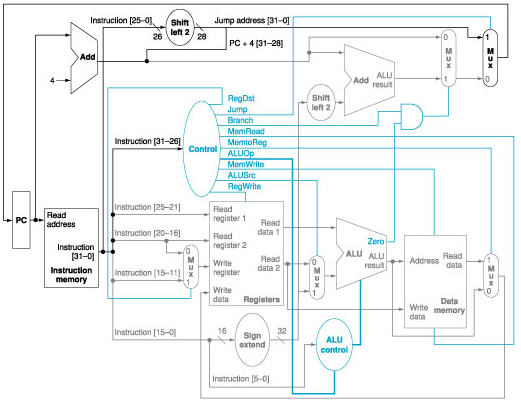 Instruction [25–0]
Shift
left 2
Jump address [31–0]
26
28
PC + 4 [31–28]
Add
4
0
M
u
x
1
1
M
u
x
0
Add
ALU
result
Shift
left 2
RegDst
Jump
Branch
MemRead
MemtoReg
ALUOp
MemWrite
ALUSrc
RegWrite
Instruction [31–26]
Control
PC
Read
address
Instruction
[31–0]
Instruction
memory
Instruction [25–21]
Instruction [20–16]
Instruction [15–11]
0
M
u
x
1
Read
register 1
Read
register 2
Write
register
Write
data
Read
data 1
Read
data 2
Registers
0
M
u
x
1
Zero
ALU
ALU
result
Address
Read
data
Write
data
Data
memory
1
M
u
x
0
Instruction [15–0]
16
Sign
extend
32
ALU
control
Instruction [5–0]